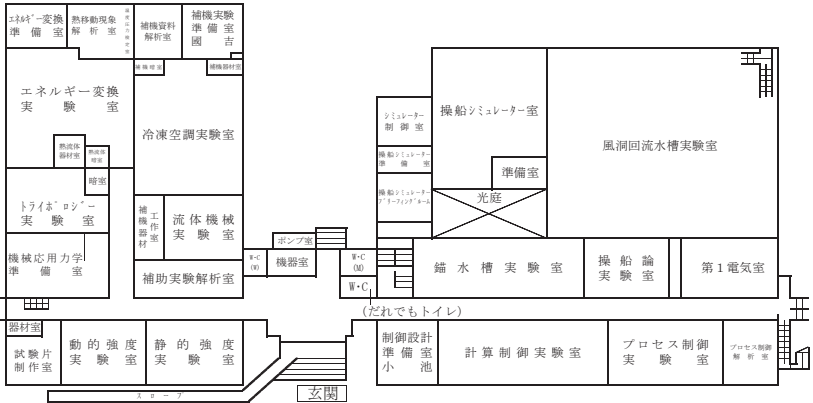 エネルギー変換
準備室
熱移動現象
解析室
補機資料
解析室
補機実験
準備室
國吉
補機暗室
補機器材室
エネルギー変換
実験室
冷凍空調実験室
熱流体
器材室
熱流体
暗室
暗室
トライボロジー
実験室
補機器材
工作室
流体機械
実験室
機械応用力学
準備室
補助実験解析室
W・C
(W)
ポンプ室
機器室
W・C
(M)
W・C
(だれでもトイレ)
シミュレーター
制御室
操船シミュレーター
準備室
操船シミュレーター
ブリーフィングルーム
操船シミュレーター室
準備室
光庭
風洞回流水槽実験室
錨水槽実験室
操船論
実験室
第1電気室
器材室
試験片
制作室
動的強度
実験室
静的強度
実験室
スロープ
玄関
制御設計
準備室
小池
計算制御実験室
プロセス制御
実験室
プロセス制御
解析室